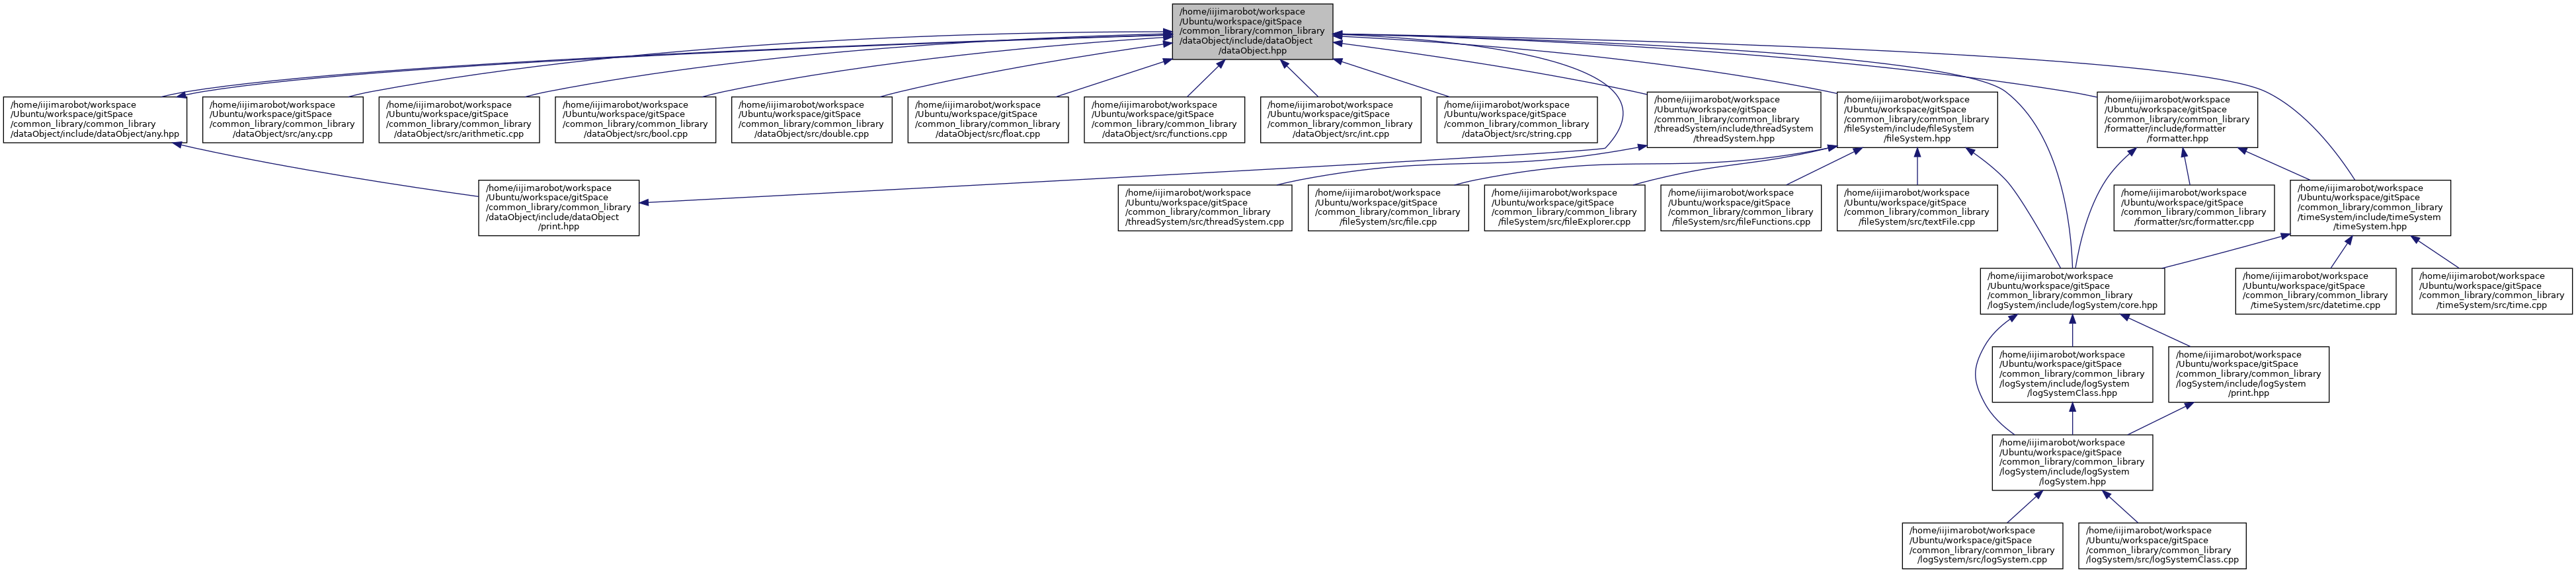 /home/iijimarobot/workspace
/Ubuntu/workspace/gitSpace
/common_library/common_library
/dataObject/include/dataObject
/dataObject.hpp
/home/iijimarobot/workspace
/Ubuntu/workspace/gitSpace
/common_library/common_library
/dataObject/include/dataObject/any.hpp
/home/iijimarobot/workspace
/Ubuntu/workspace/gitSpace
/common_library/common_library
/dataObject/src/any.cpp
/home/iijimarobot/workspace
/Ubuntu/workspace/gitSpace
/common_library/common_library
/dataObject/src/arithmetic.cpp
/home/iijimarobot/workspace
/Ubuntu/workspace/gitSpace
/common_library/common_library
/dataObject/src/bool.cpp
/home/iijimarobot/workspace
/Ubuntu/workspace/gitSpace
/common_library/common_library
/dataObject/src/double.cpp
/home/iijimarobot/workspace
/Ubuntu/workspace/gitSpace
/common_library/common_library
/dataObject/src/float.cpp
/home/iijimarobot/workspace
/Ubuntu/workspace/gitSpace
/common_library/common_library
/dataObject/src/functions.cpp
/home/iijimarobot/workspace
/Ubuntu/workspace/gitSpace
/common_library/common_library
/dataObject/src/int.cpp
/home/iijimarobot/workspace
/Ubuntu/workspace/gitSpace
/common_library/common_library
/dataObject/src/string.cpp
/home/iijimarobot/workspace
/Ubuntu/workspace/gitSpace
/common_library/common_library
/threadSystem/include/threadSystem
/threadSystem.hpp
/home/iijimarobot/workspace
/Ubuntu/workspace/gitSpace
/common_library/common_library
/fileSystem/include/fileSystem
/fileSystem.hpp
/home/iijimarobot/workspace
/Ubuntu/workspace/gitSpace
/common_library/common_library
/formatter/include/formatter
/formatter.hpp
/home/iijimarobot/workspace
/Ubuntu/workspace/gitSpace
/common_library/common_library
/dataObject/include/dataObject
/print.hpp
/home/iijimarobot/workspace
/Ubuntu/workspace/gitSpace
/common_library/common_library
/threadSystem/src/threadSystem.cpp
/home/iijimarobot/workspace
/Ubuntu/workspace/gitSpace
/common_library/common_library
/fileSystem/src/file.cpp
/home/iijimarobot/workspace
/Ubuntu/workspace/gitSpace
/common_library/common_library
/fileSystem/src/fileExplorer.cpp
/home/iijimarobot/workspace
/Ubuntu/workspace/gitSpace
/common_library/common_library
/fileSystem/src/fileFunctions.cpp
/home/iijimarobot/workspace
/Ubuntu/workspace/gitSpace
/common_library/common_library
/fileSystem/src/textFile.cpp
/home/iijimarobot/workspace
/Ubuntu/workspace/gitSpace
/common_library/common_library
/formatter/src/formatter.cpp
/home/iijimarobot/workspace
/Ubuntu/workspace/gitSpace
/common_library/common_library
/timeSystem/include/timeSystem
/timeSystem.hpp
/home/iijimarobot/workspace
/Ubuntu/workspace/gitSpace
/common_library/common_library
/logSystem/include/logSystem/core.hpp
/home/iijimarobot/workspace
/Ubuntu/workspace/gitSpace
/common_library/common_library
/timeSystem/src/datetime.cpp
/home/iijimarobot/workspace
/Ubuntu/workspace/gitSpace
/common_library/common_library
/timeSystem/src/time.cpp
/home/iijimarobot/workspace
/Ubuntu/workspace/gitSpace
/common_library/common_library
/logSystem/include/logSystem
/logSystemClass.hpp
/home/iijimarobot/workspace
/Ubuntu/workspace/gitSpace
/common_library/common_library
/logSystem/include/logSystem
/print.hpp
/home/iijimarobot/workspace
/Ubuntu/workspace/gitSpace
/common_library/common_library
/logSystem/include/logSystem
/logSystem.hpp
/home/iijimarobot/workspace
/Ubuntu/workspace/gitSpace
/common_library/common_library
/logSystem/src/logSystem.cpp
/home/iijimarobot/workspace
/Ubuntu/workspace/gitSpace
/common_library/common_library
/logSystem/src/logSystemClass.cpp